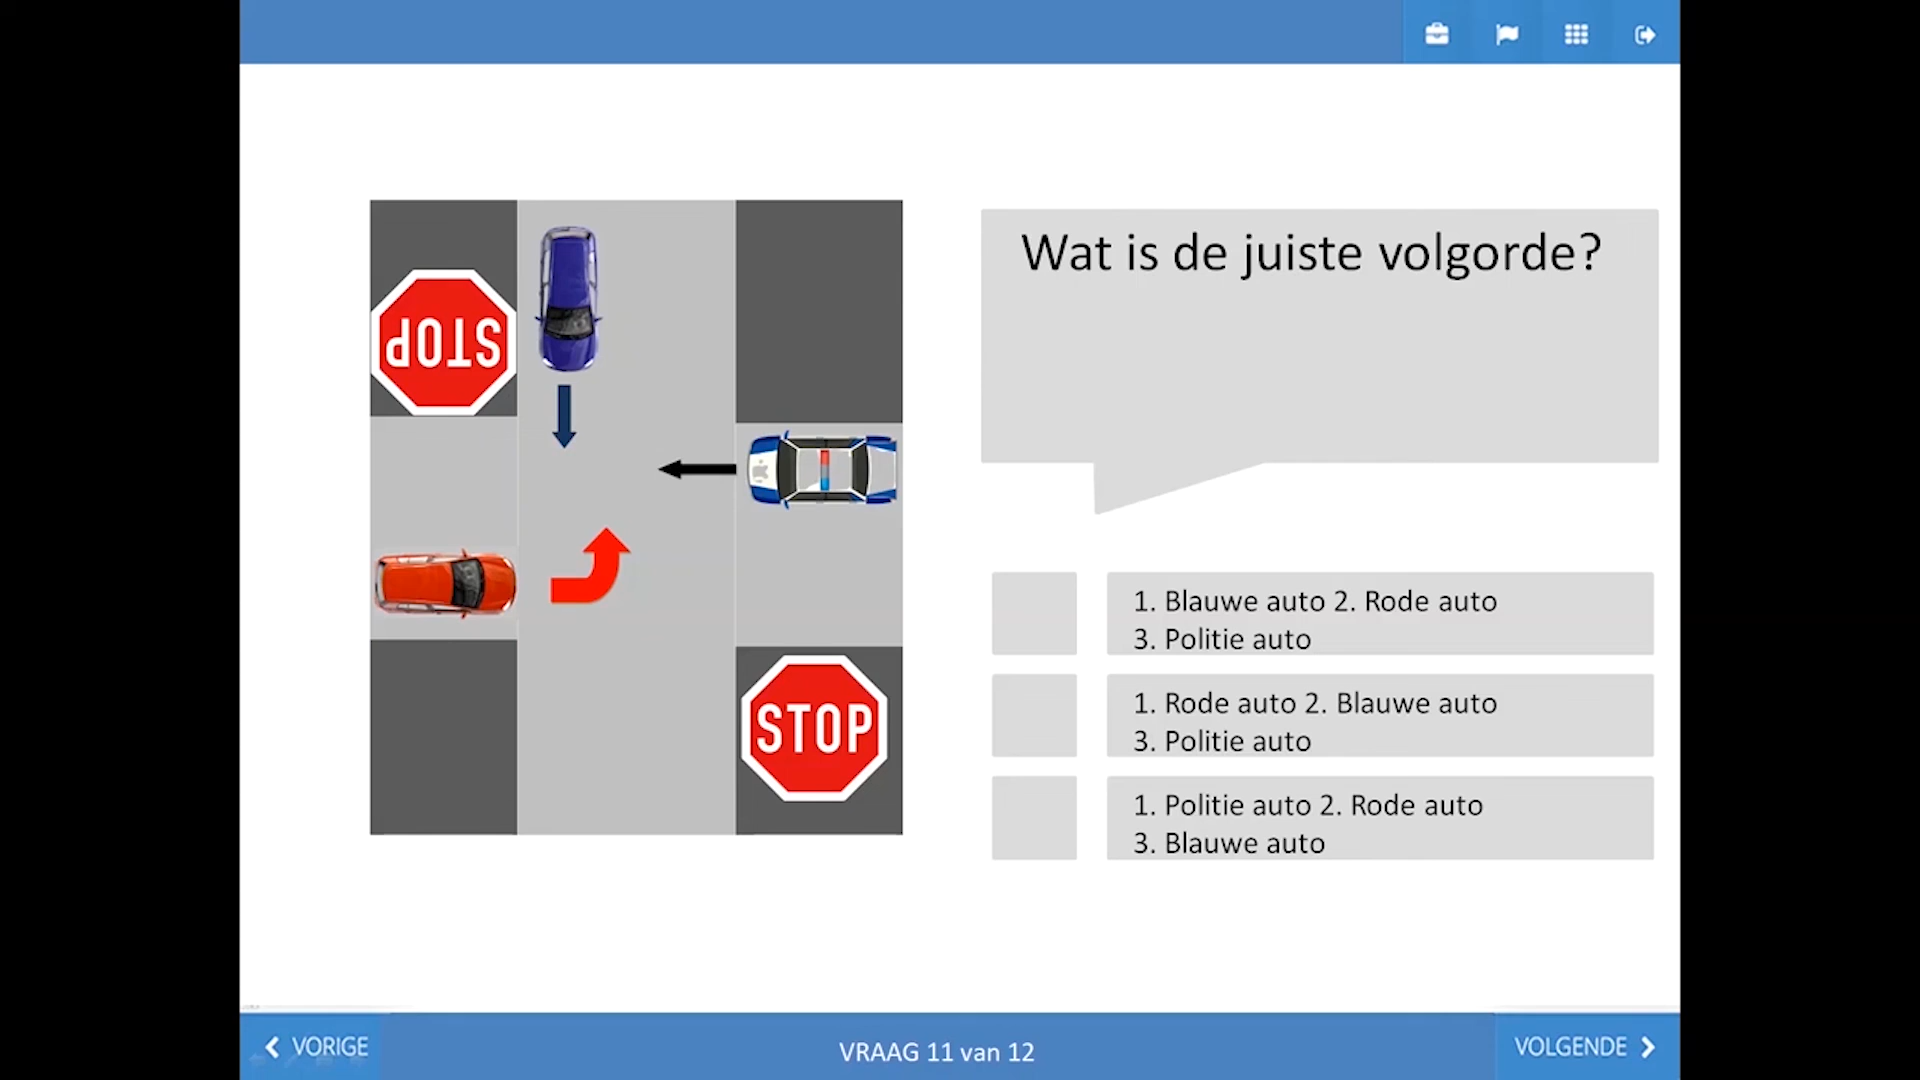 Wat is de juiste volgorde?
STOP
STOP
1. Blauwe auto 2. Rode auto
3. Politie auto
1. Rode auto 2. Blauwe auto
3. Politie auto
1. Politie auto 2. Rode auto
3. Blauwe auto
VORIGE
VRAAG 11 van 12
VOLGENDE